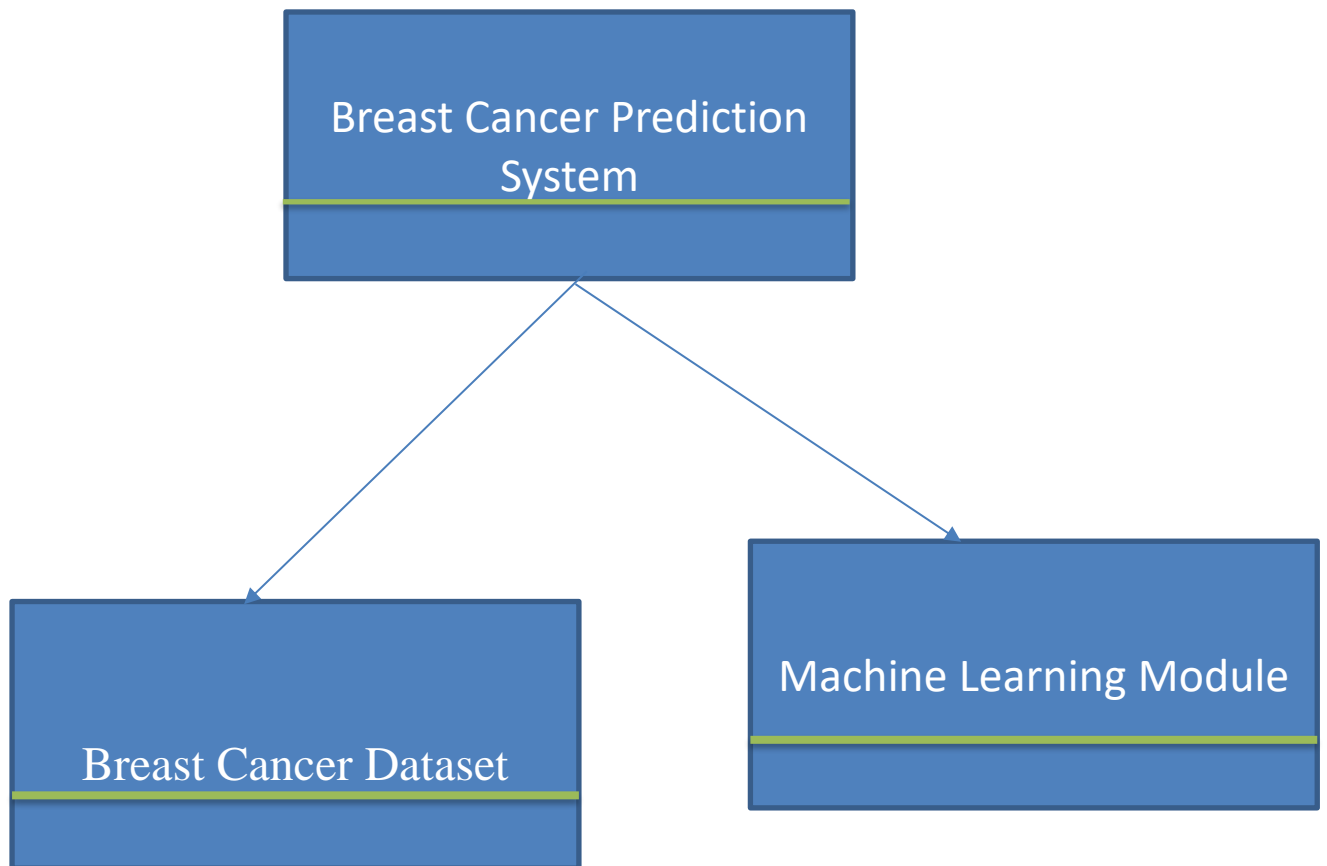 Breast Cancer Prediction
System
Machine Learning Module
Breast Cancer Dataset